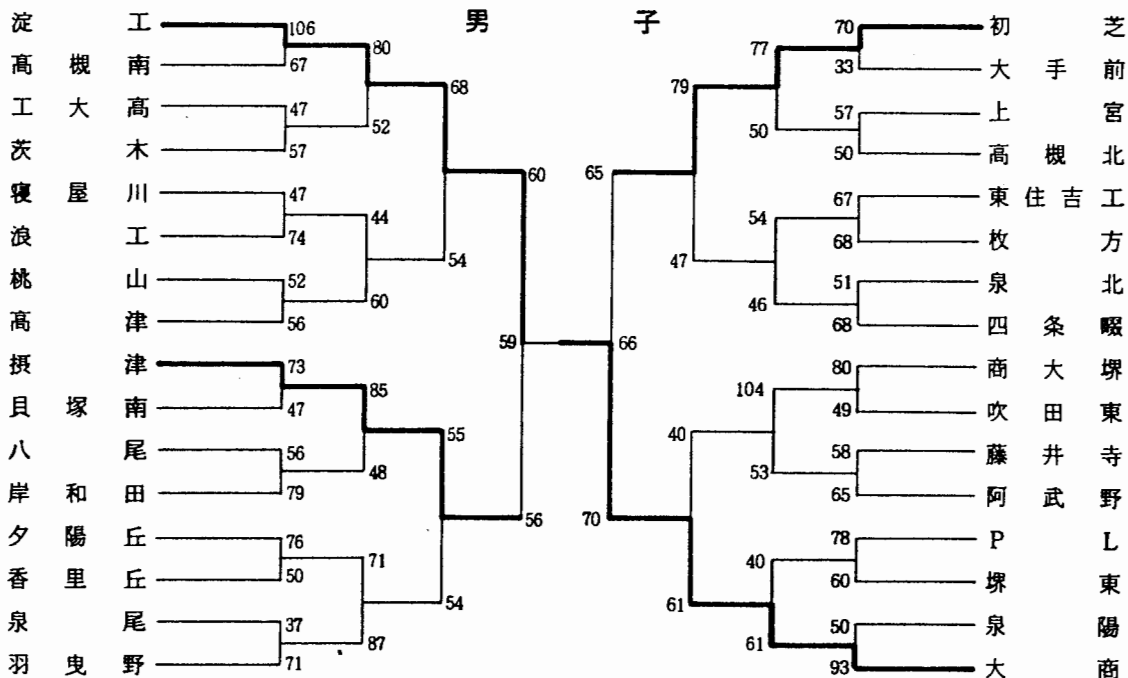 男子
淀工 106
高槻南 67
工大高 47
茨木 57
寝屋川 47
浪工 74
桃山 52
高津 56
摂津 73
貝塚南 47
八尾 56
岸和田 79
夕陽丘 76
香里丘 50
泉尾 37
羽曳野 71
80
52
44
60
85
48
71
87
68
54
55
54
60
56
59
66
65
70
79
47
40
61
77
50
54
46
104
53
40
61
70 初芝
33 大手前
57 上宮
50 高槻北
67 東住吉工
68 枚方
51 泉北
68 四条畷
80 商大堺
49 吹田東
58 藤井寺
65 阿武野
78 PL
60 堺東
50 泉陽
93 大商